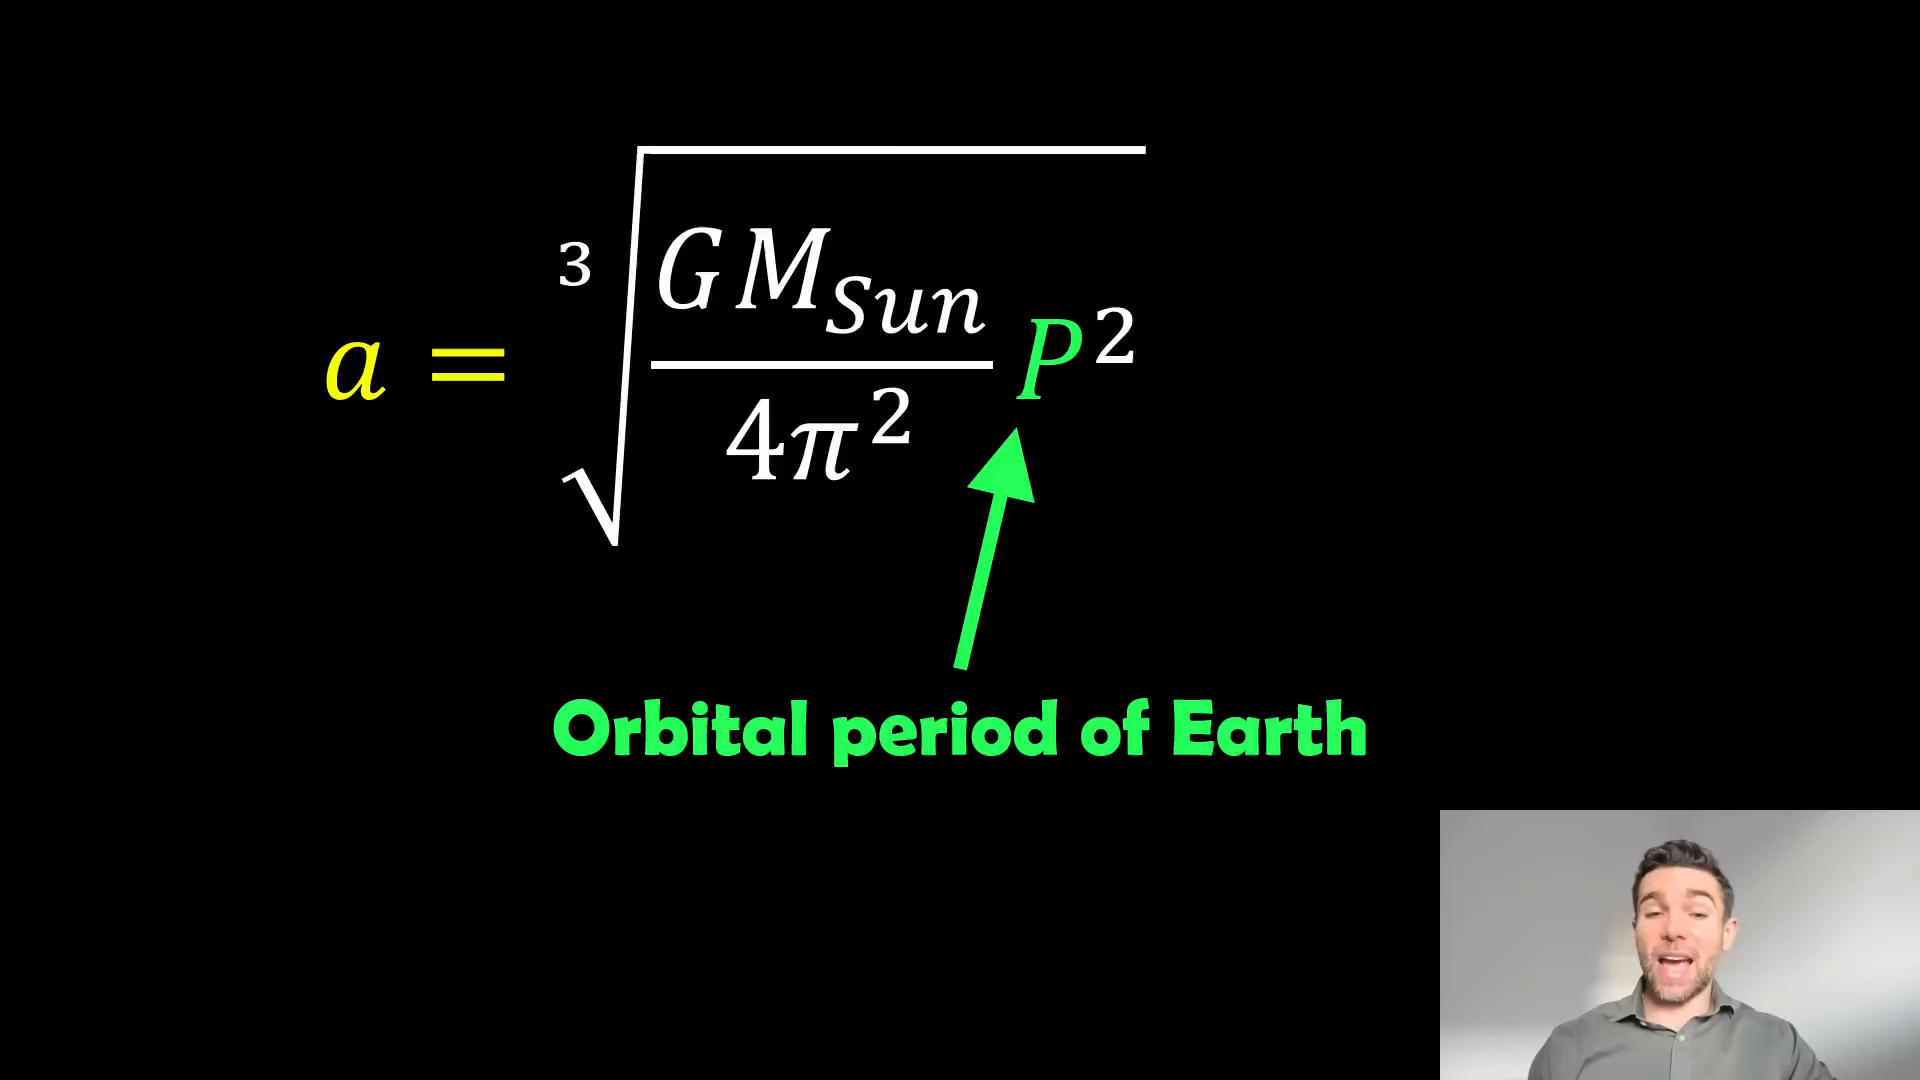 a = ∛(GM_Sun / 4π² P²)
Orbital period of Earth